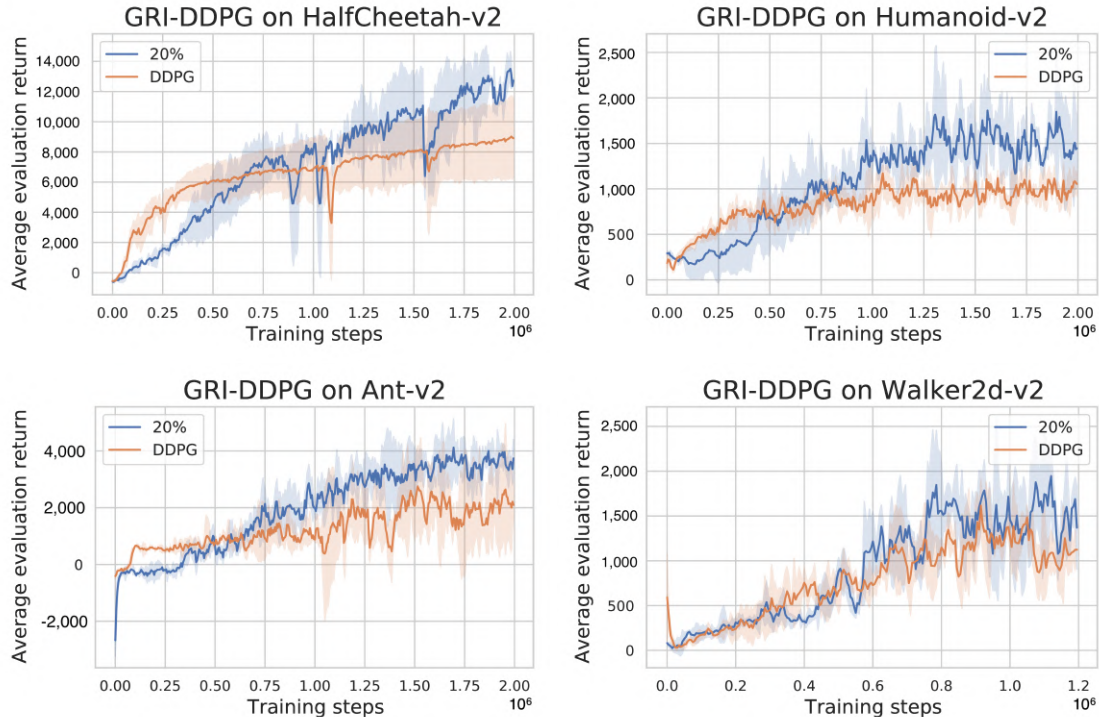 GRI-DDPG on HalfCheetah-v2
20%
DDPG
Average evaluation return
14,000
12,000
10,000
8,000
6,000
4,000
2,000
0
0.00 0.25 0.50 0.75 1.00 1.25 1.50 1.75 2.00
Training steps
10⁶
GRI-DDPG on Humanoid-v2
20%
DDPG
Average evaluation return
2,500
2,000
1,500
1,000
500
0
0.00 0.25 0.50 0.75 1.00 1.25 1.50 1.75 2.00
Training steps
10⁶
GRI-DDPG on Ant-v2
20%
DDPG
Average evaluation return
4,000
2,000
0
-2,000
0.00 0.25 0.50 0.75 1.00 1.25 1.50 1.75 2.00
Training steps
10⁶
GRI-DDPG on Walker2d-v2
20%
DDPG
Average evaluation return
2,500
2,000
1,500
1,000
500
0
0.0 0.2 0.4 0.6 0.8 1.0 1.2
Training steps
10⁶